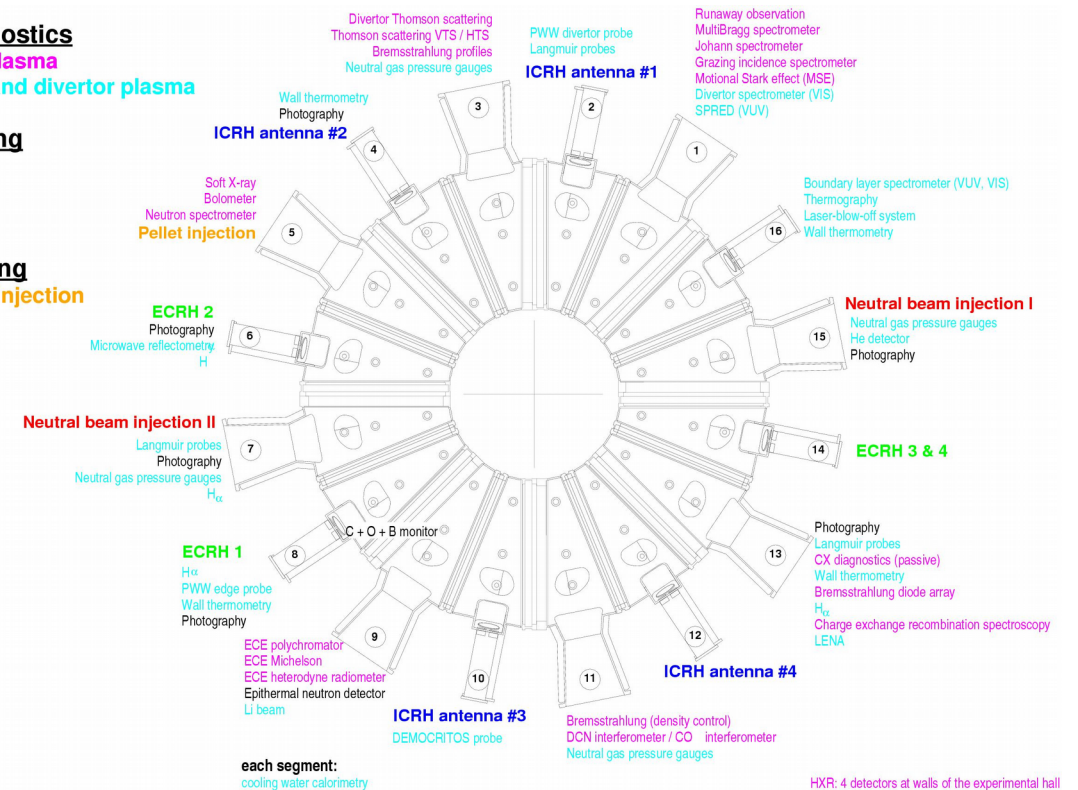 ostics
lasma
nd divertor plasma
ng
ng
njection
Divertor Thomson scattering
Thomson scattering VTS / HTS
Bremsstrahlung profiles
Neutral gas pressure gauges
3
PWW divertor probe
Langmuir probes
ICRH antenna #1
2
Runaway observation
MultiBragg spectrometer
Johann spectrometer
Grazing incidence spectrometer
Motional Stark effect (MSE)
Divertor spectrometer (VIS)
SPRED (VUV)
1
Wall thermometry
Photography
ICRH antenna #2
4
Boundary layer spectrometer (VUV, VIS)
Thermography
Laser-blow-off system
Wall thermometry
16
Soft X-ray
Bolometer
Neutron spectrometer
Pellet injection
5
Neutral beam injection I
Neutral gas pressure gauges
He detector
Photography
15
ECRH 2
Photography
Microwave reflectometry
H
6
Neutral beam injection II
Langmuir probes
Photography
Neutral gas pressure gauges
Hα
7
14
ECRH 3 & 4
C + O + B monitor
8
ECRH 1
Hα
PWW edge probe
Wall thermometry
Photography
13
Photography
Langmuir probes
CX diagnostics (passive)
Wall thermometry
Bremsstrahlung diode array
Hα
Charge exchange recombination spectroscopy
LENA
9
ECE polychromator
ECE Michelson
ECE heterodyne radiometer
Epithermal neutron detector
Li beam
12
ICRH antenna #4
10
ICRH antenna #3
DEMOCRITOS probe
11
Bremsstrahlung (density control)
DCN interferometer / CO interferometer
Neutral gas pressure gauges
each segment:
cooling water calorimetry
HXR: 4 detectors at walls of the experimental hall